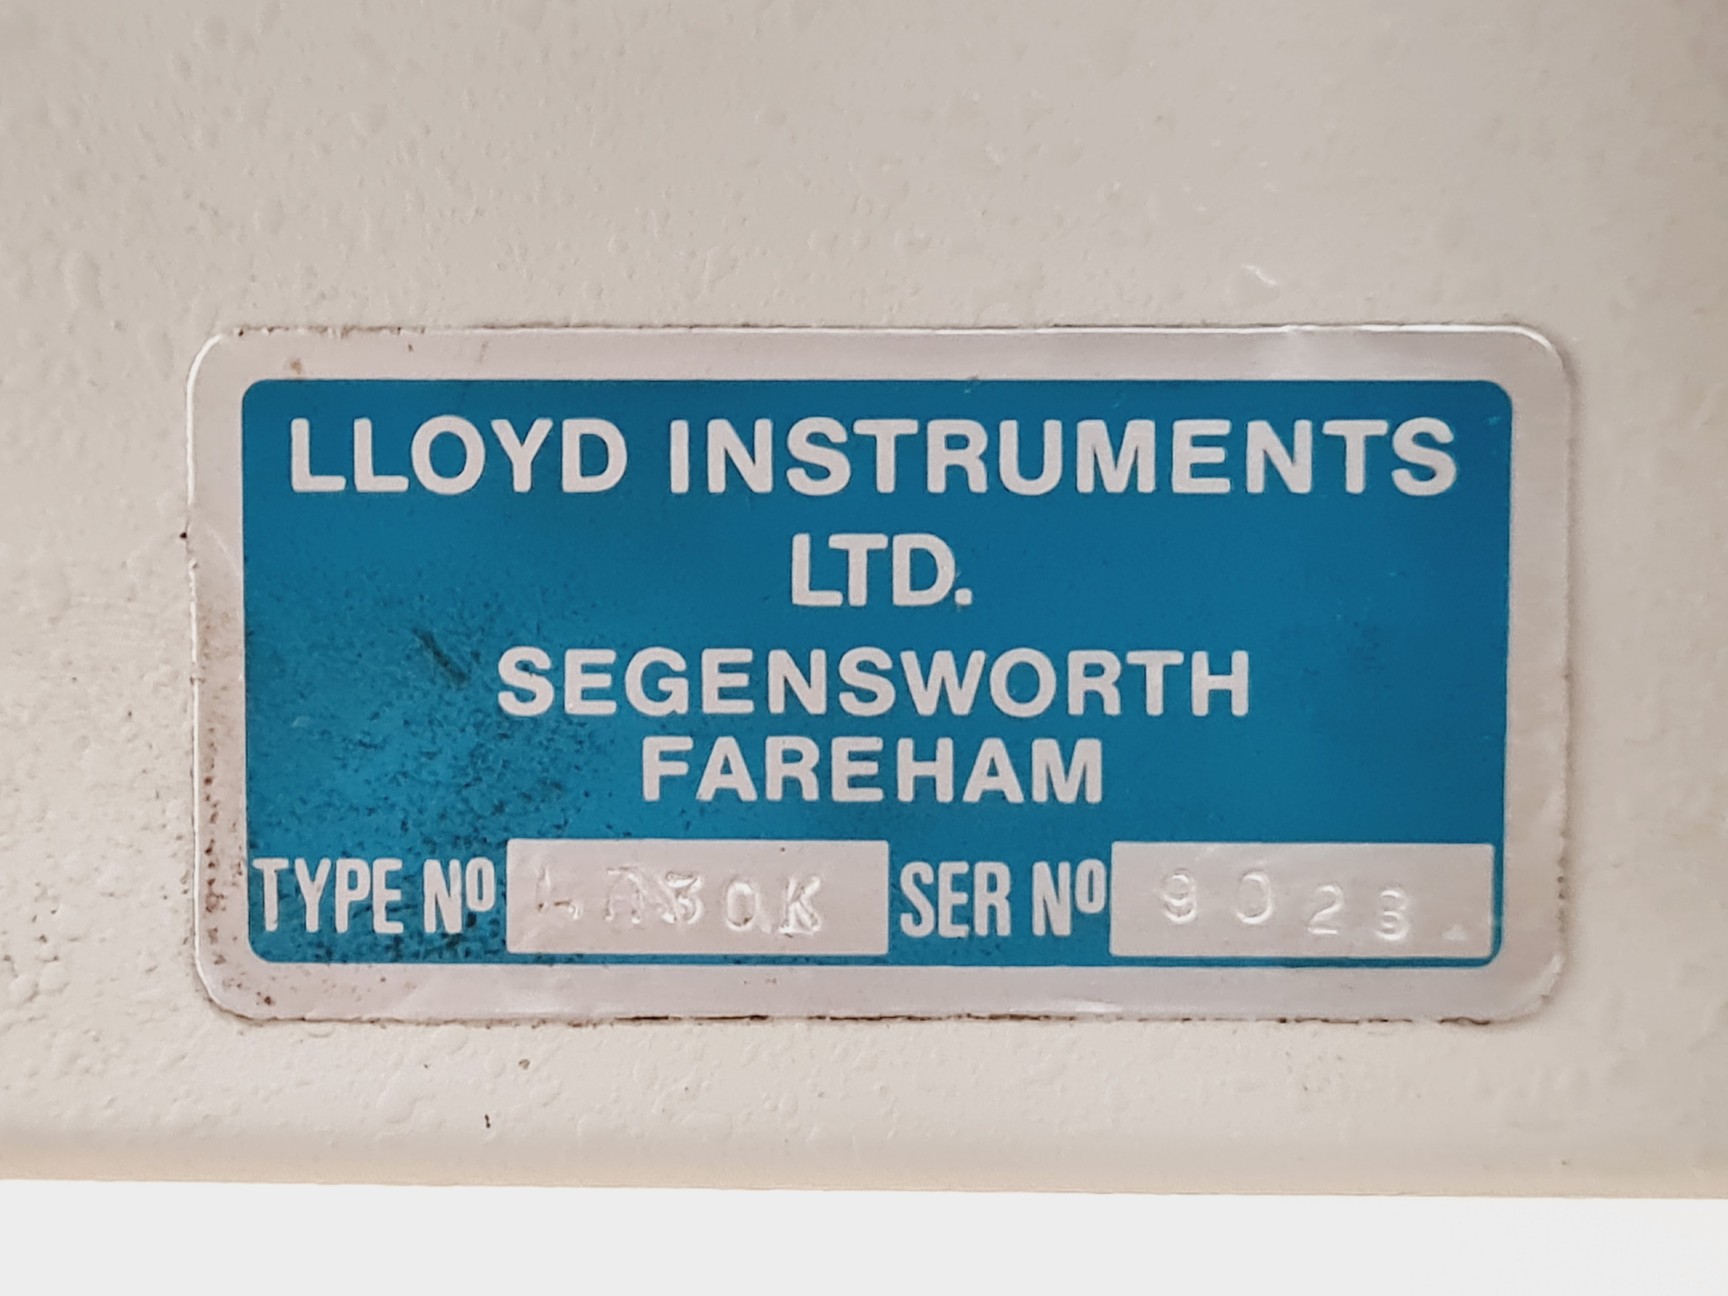 LLOYD INSTRUMENTS
LTD.
SEGENSWORTH
FAREHAM
TYPE Nº LR30K SER Nº 9023